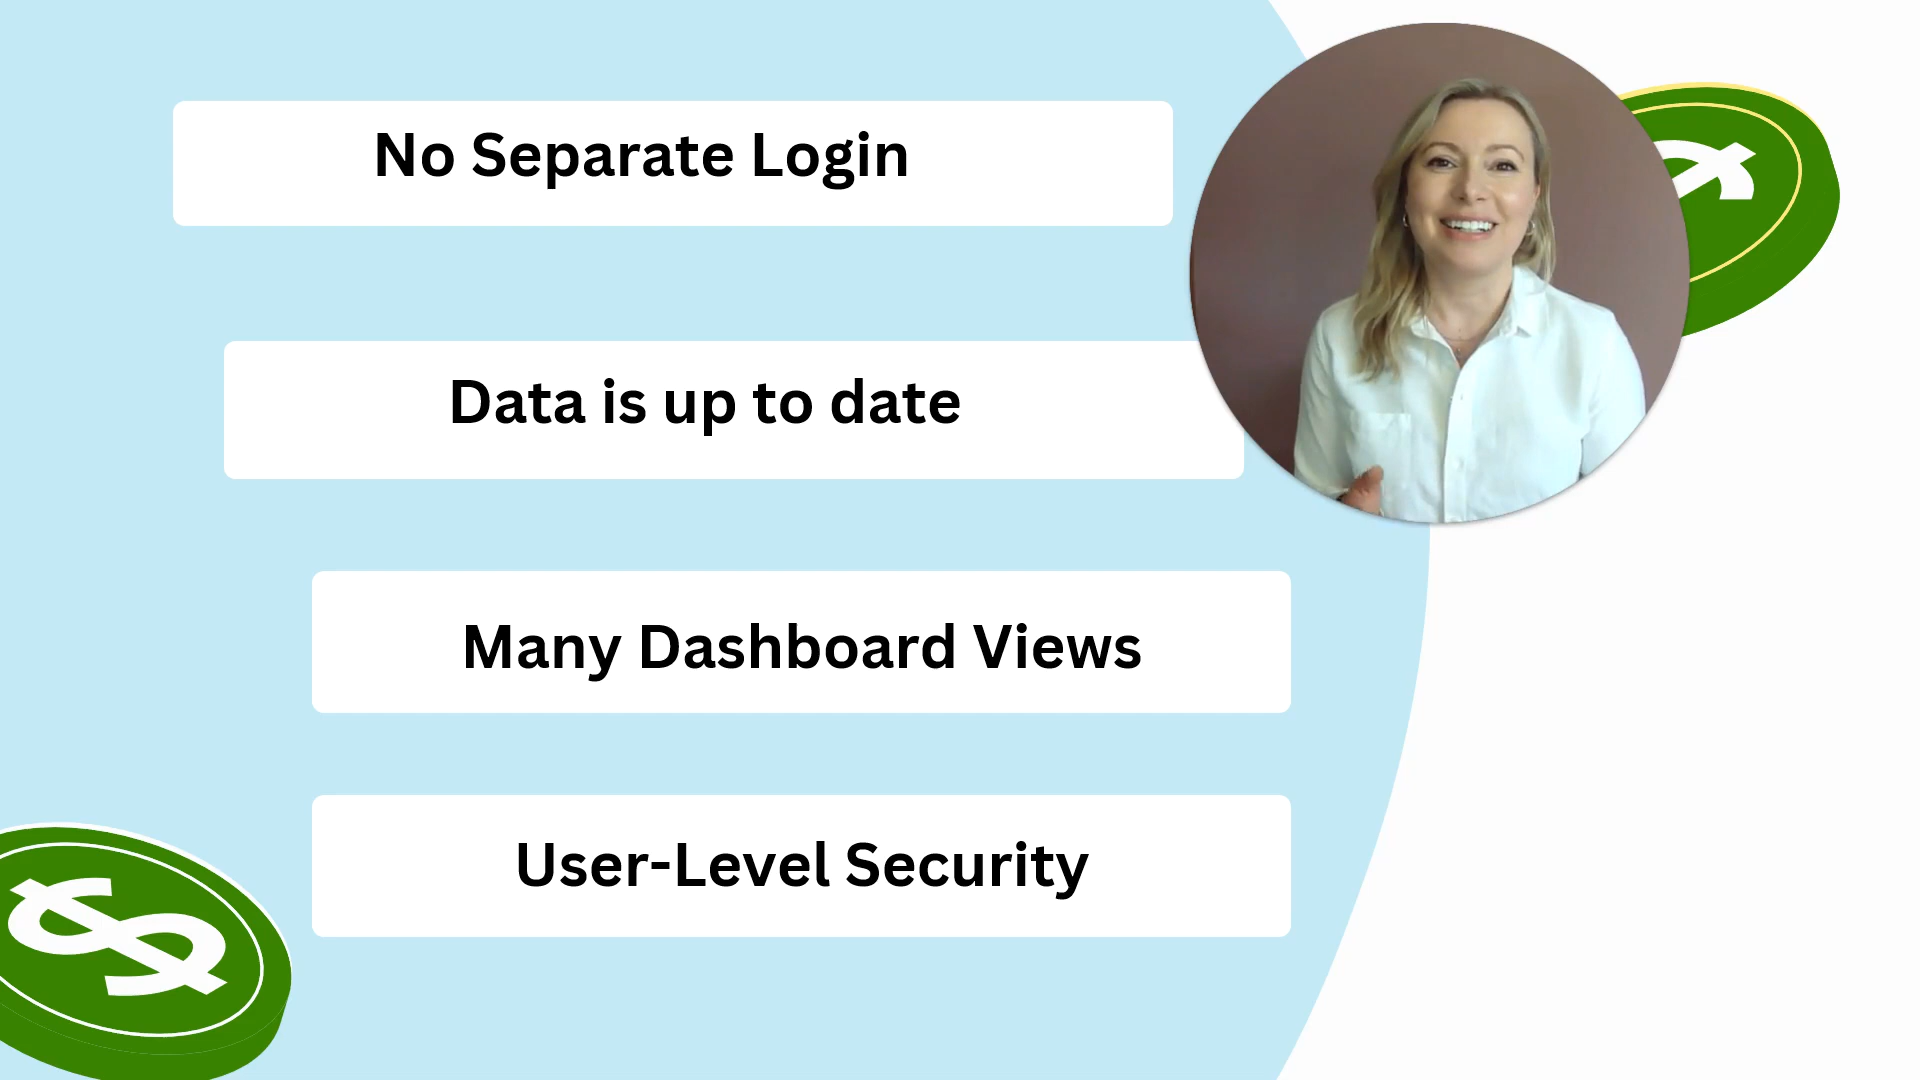 No Separate Login
Data is up to date
Many Dashboard Views
User-Level Security